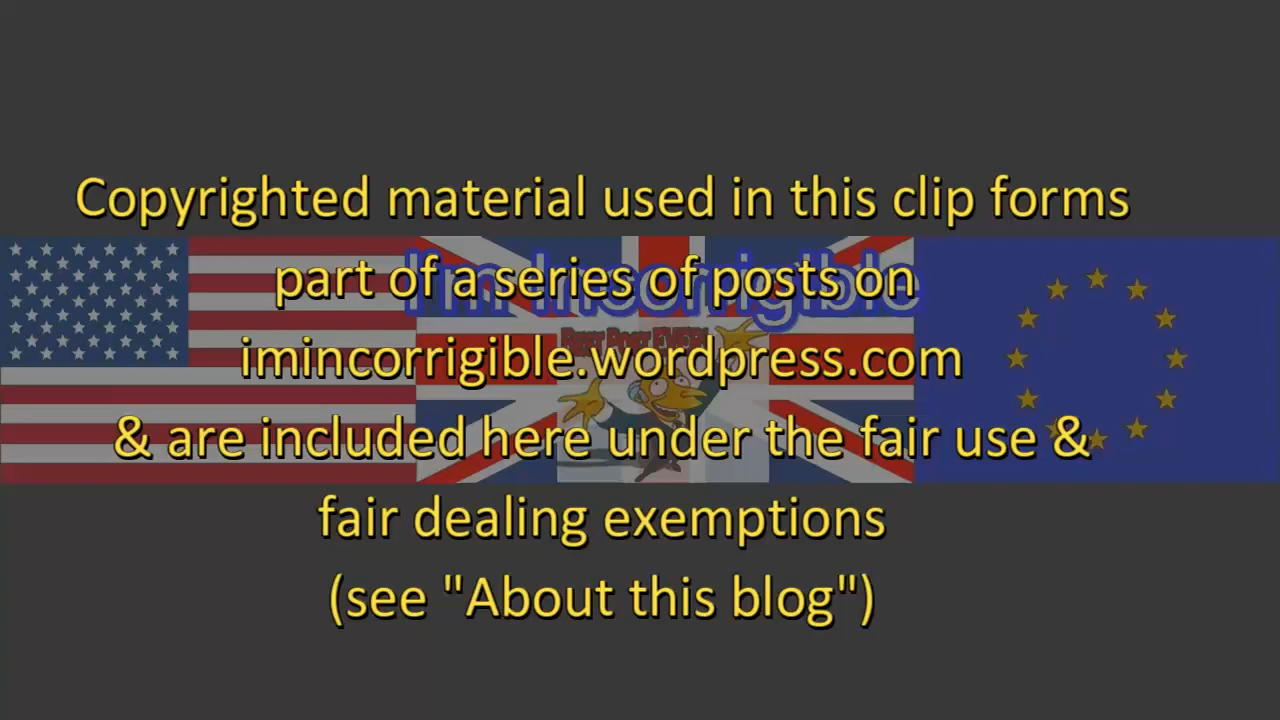 Copyrighted material used in this clip forms
I'm Incorrigible
part of a series of posts on
imincorrigible.wordpress.com
& are included here under the fair use &
fair dealing exemptions
(see "About this blog")